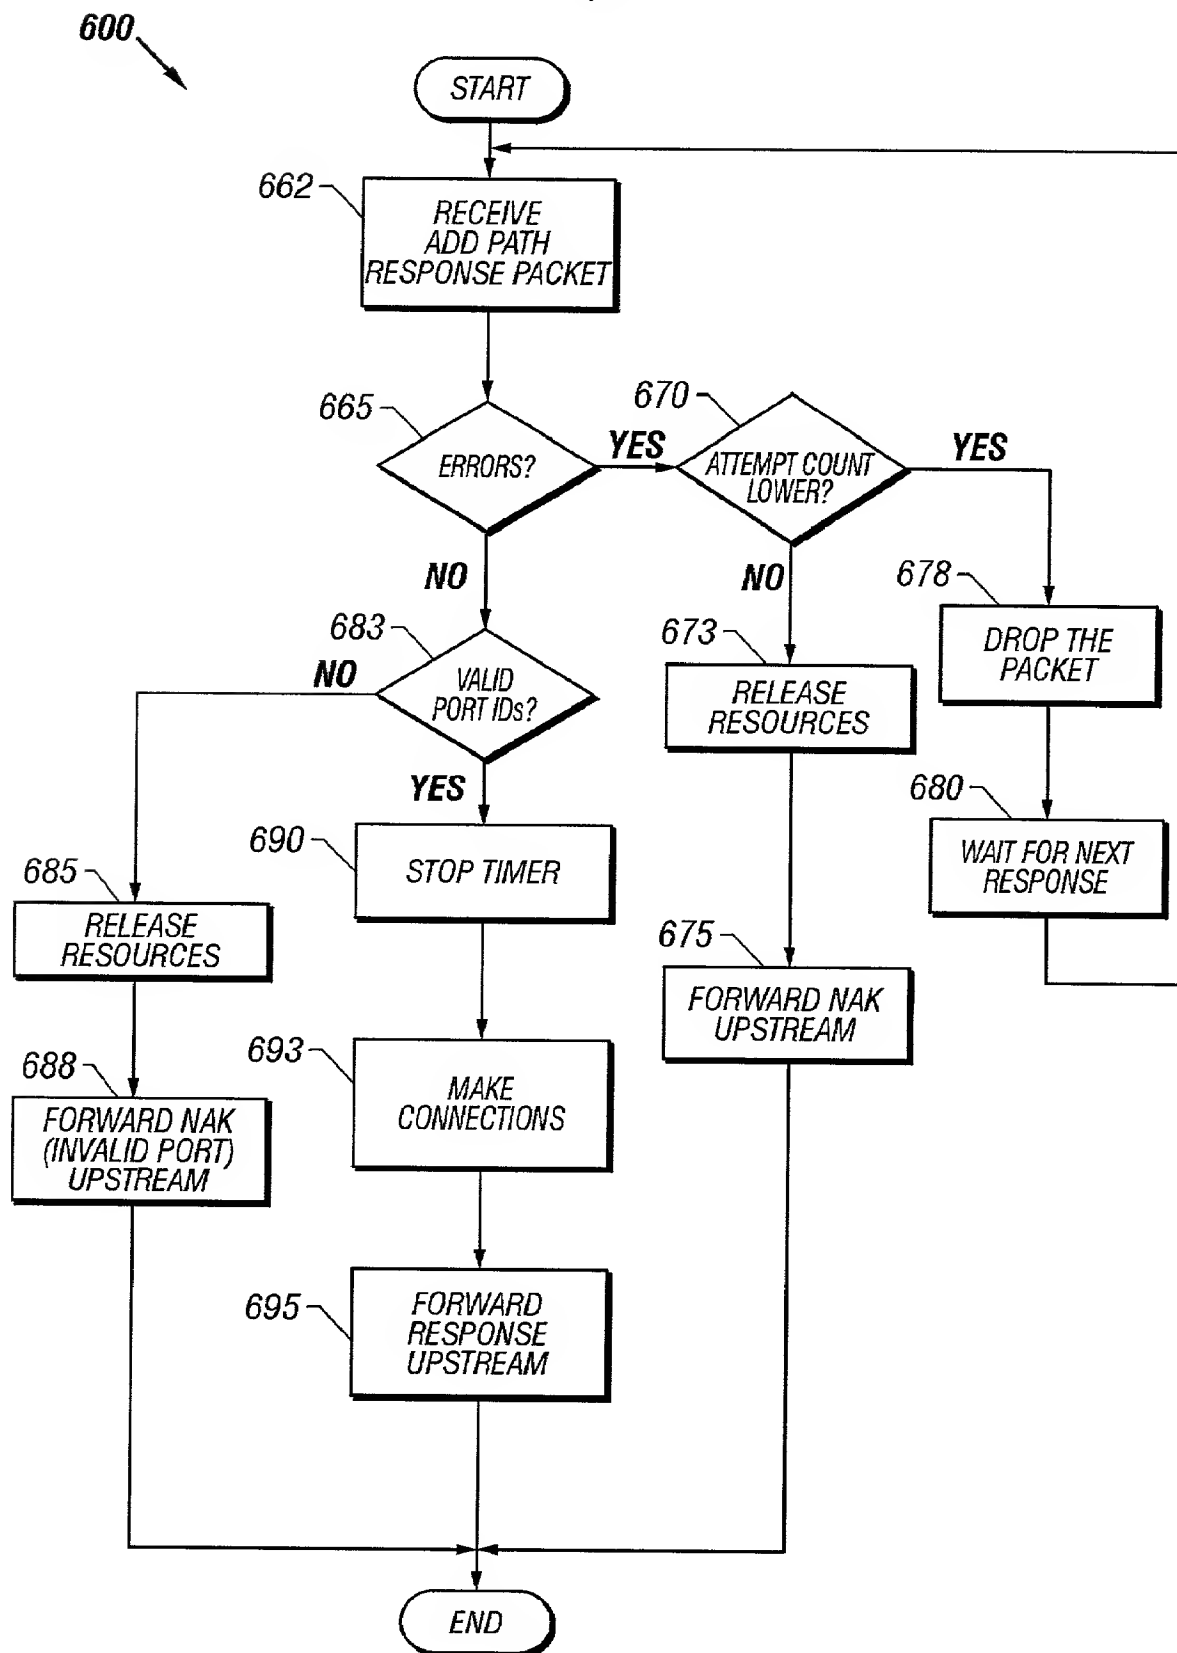 600
START
662
RECEIVE
ADD PATH
RESPONSE PACKET
665
ERRORS?
YES
670
ATTEMPT COUNT
LOWER?
YES
NO
NO
678
DROP THE
PACKET
683
VALID
PORT IDs?
NO
673
RELEASE
RESOURCES
YES
680
WAIT FOR NEXT
RESPONSE
690
STOP TIMER
685
RELEASE
RESOURCES
675
FORWARD NAK
UPSTREAM
693
MAKE
CONNECTIONS
688
FORWARD NAK
(INVALID PORT)
UPSTREAM
695
FORWARD
RESPONSE
UPSTREAM
END